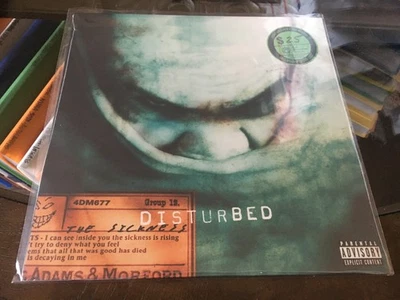 4DM677
Group 12.
THE SICKNESS
TS - I can see inside you the sickness is rising
't try to deny what you feel
ems that all that was good has died
is decaying in me
ADAMS & MORFORD
DISTURBED
PARENTAL
ADVISORY
EXPLICIT CONTENT